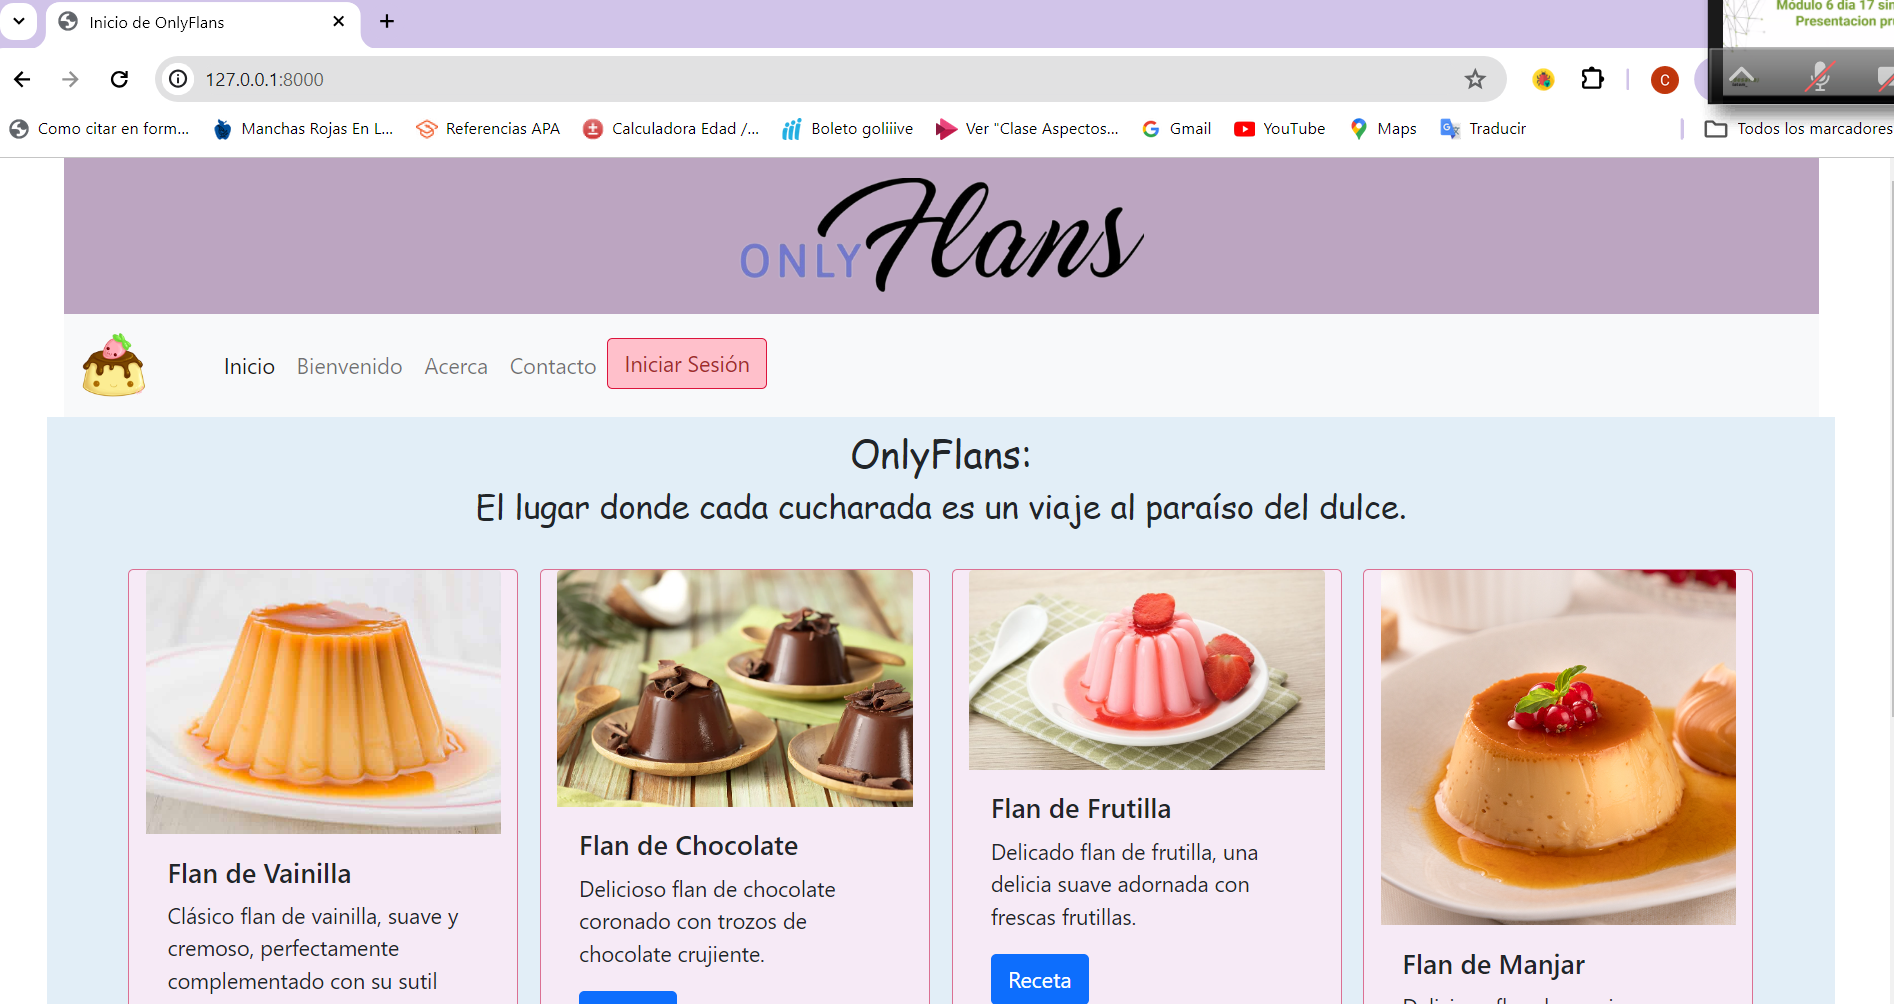 Inicio de OnlyFlans
Módulo 6 dia 17
Presentacion
127.0.0.1:8000
C
Como citar en form...
Manchas Rojas En L...
Referencias APA
Calculadora Edad /...
Boleto goliiive
Ver "Clase Aspectos...
Gmail
YouTube
Maps
Traducir
Todos los marcadores
ONLY Flans
Inicio
Bienvenido
Acerca
Contacto
Iniciar Sesión
OnlyFlans:
El lugar donde cada cucharada es un viaje al paraíso del dulce.
Flan de Vainilla
Clásico flan de vainilla, suave y
cremoso, perfectamente
complementado con su sutil
Flan de Chocolate
Delicioso flan de chocolate
coronado con trozos de
chocolate crujiente.
Flan de Frutilla
Delicado flan de frutilla, una
delicia suave adornada con
frescas frutillas.
Receta
Flan de Manjar